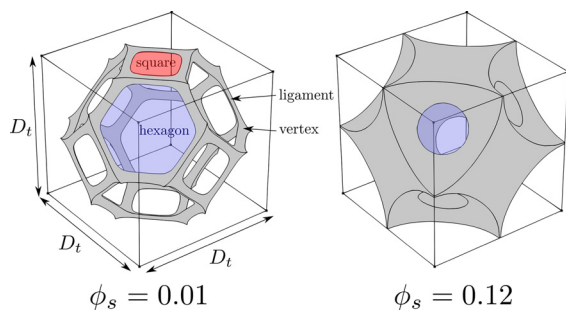 square
ligament
hexagon
vertex
D_t
D_t
D_t
ϕ_s = 0.01
ϕ_s = 0.12